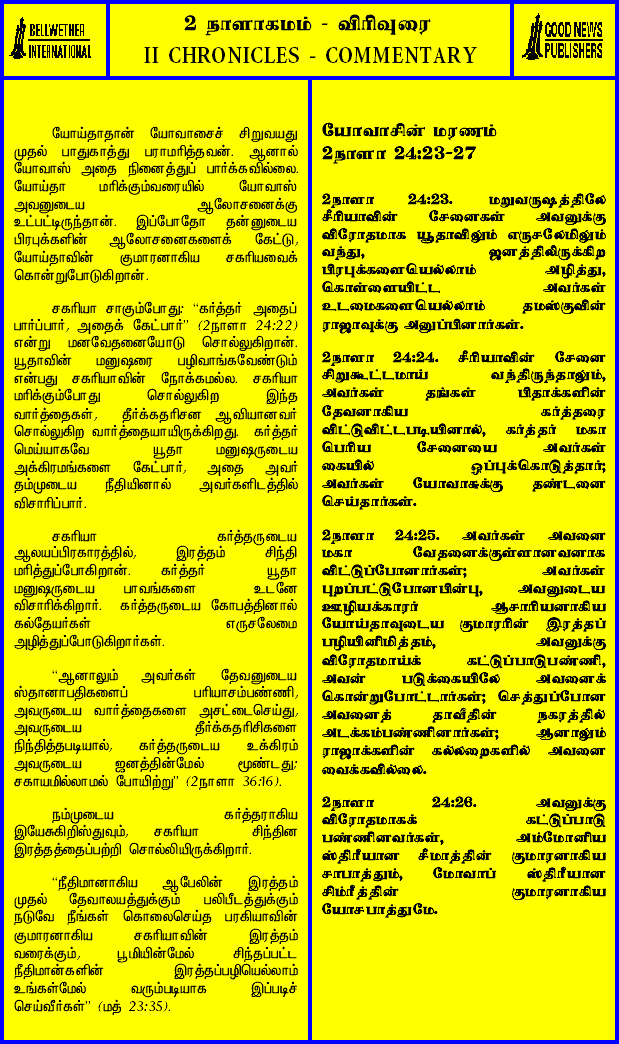 BELLWETHER
INTERNATIONAL
2 நாளாகமம் - விரிவுரை
II CHRONICLES - COMMENTARY
GOOD NEWS
PUBLISHERS
யோய்தாதான் யோவாசைச் சிறுவயது
முதல் பாதுகாத்து பராமரித்தவன். ஆனால்
யோவாஸ் அதை நினைத்துப் பார்க்கவில்லை.
யோய்தா மரிக்கும்வரையில் யோவாஸ்
அவனுடைய ஆலோசனைக்கு
உட்பட்டிருந்தான். இப்போதோ தன்னுடைய
பிரபுக்களின் ஆலோசனைகளைக் கேட்டு,
யோய்தாவின் குமாரனாகிய சகரியவைக்
கொன்றுபோடுகிறான்.
சகரியா சாகும்போது: “கர்த்தர் அதைப்
பார்ப்பார், அதைக் கேட்பார்” (2நாளா 24:22)
என்று மனவேதனையோடு சொல்லுகிறான்.
யூதாவின் மனுஷரை பழிவாங்கவேண்டும்
என்பது சகரியாவின் நோக்கமல்ல. சகரியா
மரிக்கும்போது சொல்லுகிற இந்த
வார்த்தைகள், தீர்க்கதரிசன ஆவியானவர்
சொல்லுகிற வார்த்தையாயிருக்கிறது. கர்த்தர்
மெய்யாகவே யூதா மனுஷருடைய
அக்கிரமங்களை கேட்பார், அதை அவர்
தம்முடைய நீதியினால் அவர்களிடத்தில்
விசாரிப்பார்.
சகரியா கர்த்தருடைய
ஆலயப்பிரகாரத்தில், இரத்தம் சிந்தி
மரித்துப்போகிறான். கர்த்தர் யூதா
மனுஷருடைய பாவங்களை உடனே
விசாரிக்கிறார். கர்த்தருடைய கோபத்தினால்
கல்தேயர்கள் எருசலேமை
அழித்துப்போடுகிறார்கள்.
“ஆனாலும் அவர்கள் தேவனுடைய
ஸ்தானாபதிகளைப் பரியாசம்பண்ணி,
அவருடைய வார்த்தைகளை அசட்டைசெய்து,
அவருடைய தீர்க்கதரிசிகளை
நிந்தித்தபடியால், கர்த்தருடைய உக்கிரம்
அவருடைய ஜனத்தின்மேல் மூண்டது;
சகாயமில்லாமல் போயிற்று” (2நாளா 36:16).
நம்முடைய கர்த்தராகிய
இயேசுகிறிஸ்துவும், சகரியா சிந்தின
இரத்தத்தைப்பற்றி சொல்லியிருக்கிறார்.
“நீதிமானாகிய ஆபேலின் இரத்தம்
முதல் தேவாலயத்துக்கும் பலிபீடத்துக்கும்
நடுவே நீங்கள் கொலைசெய்த பரகியாவின்
குமாரனாகிய சகரியாவின் இரத்தம்
வரைக்கும், பூமியின்மேல் சிந்தப்பட்ட
நீதிமான்களின் இரத்தப்பழியெல்லாம்
உங்கள்மேல் வரும்படியாக இப்படிச்
செய்வீர்கள்” (மத் 23:35).
யோவாசின் மரணம்
2நாளா 24:23-27
2நாளா 24:23. மறுவருஷத்திலே
சீரியாவின் சேனைகள் அவனுக்கு
விரோதமாக யூதாவிலும் எருசலேமிலும்
வந்து, ஜனத்திலிருக்கிற
பிரபுக்களையெல்லாம் அழித்து,
கொள்ளையிட்ட அவர்கள்
உடமைகளையெல்லாம் தமஸ்குவின்
ராஜாவுக்கு அனுப்பினார்கள்.
2நாளா 24:24. சீரியாவின் சேனை
சிறுகூட்டமாய் வந்திருந்தாலும்,
அவர்கள் தங்கள் பிதாக்களின்
தேவனாகிய கர்த்தரை
விட்டுவிட்டபடியினால், கர்த்தர் மகா
பெரிய சேனையை அவர்கள்
கையில் ஒப்புக்கொடுத்தார்;
அவர்கள் யோவாசுக்கு தண்டனை
செய்தார்கள்.
2நாளா 24:25. அவர்கள் அவனை
மகா வேதனைக்குள்ளானவனாக
விட்டுப்போனார்கள்; அவர்கள்
புறப்பட்டுபோனபின்பு, அவனுடைய
ஊழியக்காரர் ஆசாரியனாகிய
யோய்தாவுடைய குமாரரின் இரத்தப்
பழியினிமித்தம், அவனுக்கு
விரோதமாய்க் கட்டுப்பாடுபண்ணி,
அவன் படுக்கையிலே அவனைக்
கொன்றுபோட்டார்கள்; செத்துப்போன
அவனைத் தாவீதின் நகரத்தில்
அடக்கம்பண்ணினார்கள்; ஆனாலும்
ராஜாக்களின் கல்லறைகளில் அவனை
வைக்கவில்லை.
2நாளா 24:26. அவனுக்கு
விரோதமாகக் கட்டுப்பாடு
பண்ணினவர்கள், அம்மோனிய
ஸ்திரீயான சீமாத்தின் குமாரனாகிய
சாபாத்தும், மோவாப் ஸ்திரீயான
சிம்ரீத்தின் குமாரனாகிய
யோசபாத்துமே.